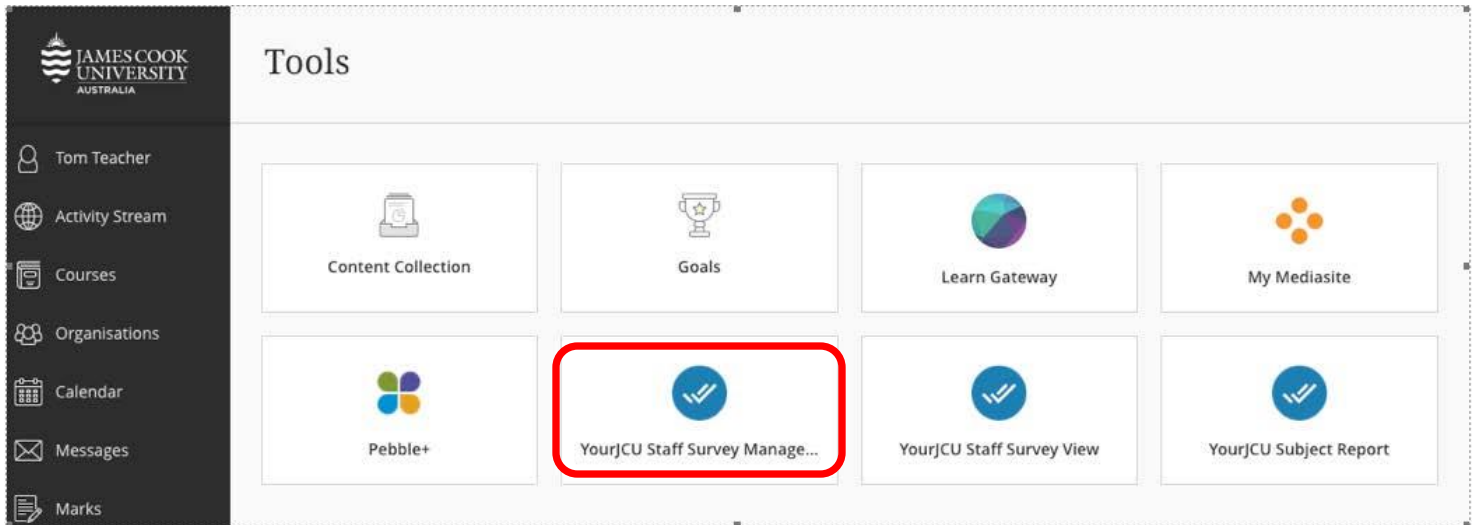 JAMES COOK
UNIVERSITY
AUSTRALIA
Tools
Tom Teacher
Activity Stream
Courses
Organisations
Calendar
Messages
Marks
Content Collection
Goals
Learn Gateway
My Mediasite
Pebble+
YourJCU Staff Survey Manage...
YourJCU Staff Survey View
YourJCU Subject Report